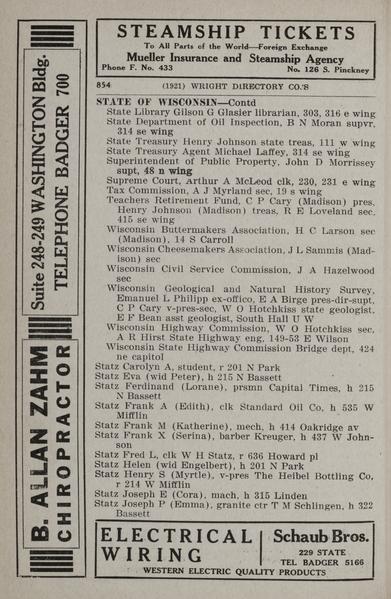 STEAMSHIP TICKETS
To All Parts of the World—Foreign Exchange
Mueller Insurance and Steamship Agency
Phone F. No. 433 No. 126 S. Pinckney
854 (1921) WRIGHT DIRECTORY CO.'S
STATE OF WISCONSIN—Contd
State Library Gilson G Glasier librarian, 303, 316 e wing
State Department of Oil Inspection, B N Moran supvr,
314 se wing
State Treasury Henry Johnson state treas, 111 w wing
State Treasury Agent Michael Laffey, 314 se wing
Superintendent of Public Property, John D Morrissey
supt, 48 n wing
Supreme Court, Arthur A McLeod clk, 230, 231 e wing
Tax Commission, A J Myrland sec, 19 s wing
Teachers Retirement Fund, C P Cary (Madison) pres,
Henry Johnson (Madison) treas, R E Loveland sec,
415 se wing
Wisconsin Buttermakers Association, H C Larson sec
(Madison), 14 S Carroll
Wisconsin Cheesemakers Association, J L Sammis (Mad-
ison) sec
Wisconsin Civil Service Commission, J A Hazelwood
sec
Wisconsin Geological and Natural History Survey,
Emanuel L Philipp ex-offico, E A Birge pres-dir-supt,
C P Cary v-pres-sec, W O Hotchkiss state geologist,
E F Bean asst geologist, South Hall U W
Wisconsin Highway Commission, W O Hotchkiss sec,
A R Hirst State Highway eng, 149-53 E Wilson
Wisconsin State Highway Commission Bridge dept, 424
ne capitol
Statz Carolyn A, student, r 201 N Park
Statz Eva (wid Peter), h 215 N Bassett
Statz Ferdinand (Lorane), prsmn Capital Times, h 215
N Bassett
Statz Frank A (Edith), clk Standard Oil Co, h 535 W
Mifflin
Statz Frank M (Katherine), mech, h 414 Oakridge av
Statz Frank X (Serina), barber Kreuger, h 437 W John-
son
Statz Fred L, clk W H Statz, r 636 Howard pl
Statz Helen (wid Engelbert), h 201 N Park
Statz Henry S (Myrtle), v-pres The Heibel Bottling Co,
r 214 W Mifflin
Statz Joseph E (Cora), mach, h 315 Linden
Statz Joseph P (Emma), granite ctr T M Schlingen, h 322
Bassett
Suite 248-249 WASHINGTON Bldg.
TELEPHONE BADGER 700
B. ALLAN ZAHM
CHIROPRACTOR
ELECTRICAL
WIRING
Schaub Bros.
229 STATE
TEL BADGER 5166
WESTERN ELECTRIC QUALITY PRODUCTS